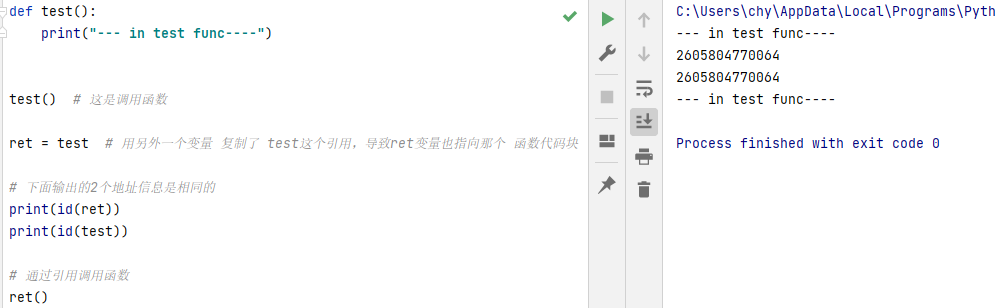 def test():
    print("--- in test func----")
test()  # 这是调用函数
ret = test  # 用另外一个变量 复制了 test这个引用，导致ret变量也指向那个 函数代码块
# 下面输出的2个地址信息是相同的
print(id(ret))
print(id(test))
# 通过引用调用函数
ret()
C:\Users\chy\AppData\Local\Programs\Pyth
--- in test func----
2605804770064
2605804770064
--- in test func----
Process finished with exit code 0